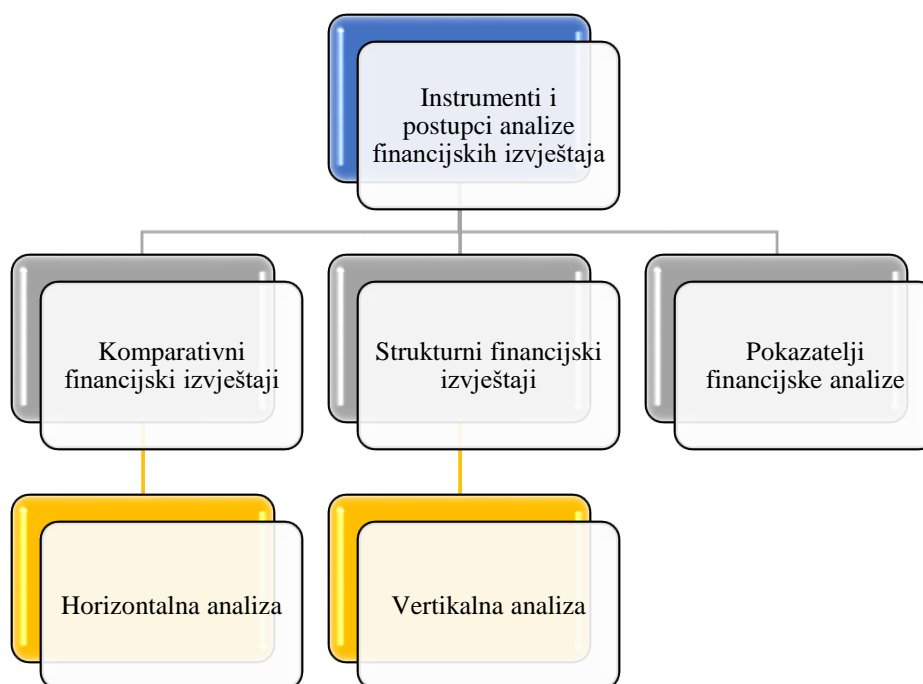 Instrumenti i
postupci analize
financijskih izvještaja
Komparativni
financijski izvještaji
Strukturni financijski
izvještaji
Pokazatelji
financijske analize
Horizontalna analiza
Vertikalna analiza